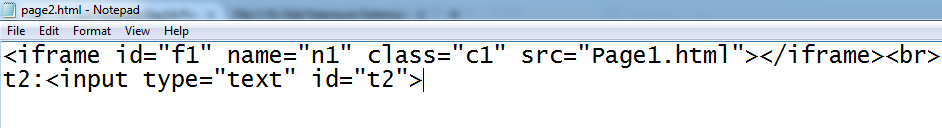 page2.html - Notepad
File Edit Format View Help
<iframe id="f1" name="n1" class="c1" src="Page1.html"></iframe><br>
t2:<input type="text" id="t2">